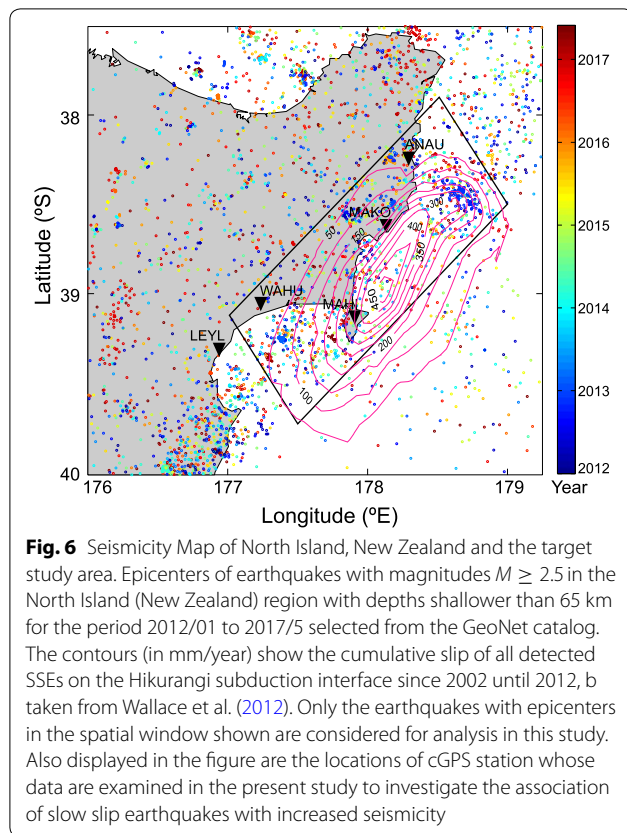 2017
2016
2015
2014
2013
2012
Year
38
39
40
Latitude (ºS)
176
177
178
179
Longitude (ºE)
ANAU
MAKO
WAHU
MAHI
LEYL
50
300
400
350
450
200
100
Fig. 6 Seismicity Map of North Island, New Zealand and the target
study area. Epicenters of earthquakes with magnitudes M ≥ 2.5 in the
North Island (New Zealand) region with depths shallower than 65 km
for the period 2012/01 to 2017/5 selected from the GeoNet catalog.
The contours (in mm/year) show the cumulative slip of all detected
SSEs on the Hikurangi subduction interface since 2002 until 2012, b
taken from Wallace et al. (2012). Only the earthquakes with epicenters
in the spatial window shown are considered for analysis in this study.
Also displayed in the figure are the locations of cGPS station whose
data are examined in the present study to investigate the association
of slow slip earthquakes with increased seismicity